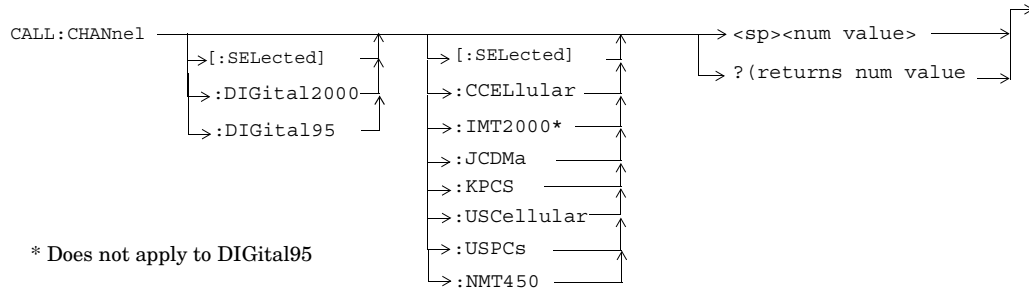 CALL:CHANnel
[:SELected]
:DIGital2000
:DIGital95
[:SELected]
:CCELlular
:IMT2000*
:JCDMa
:KPCS
:USCellular
:USPCs
:NMT450
<sp><num value>
?(returns num value
* Does not apply to DIGital95